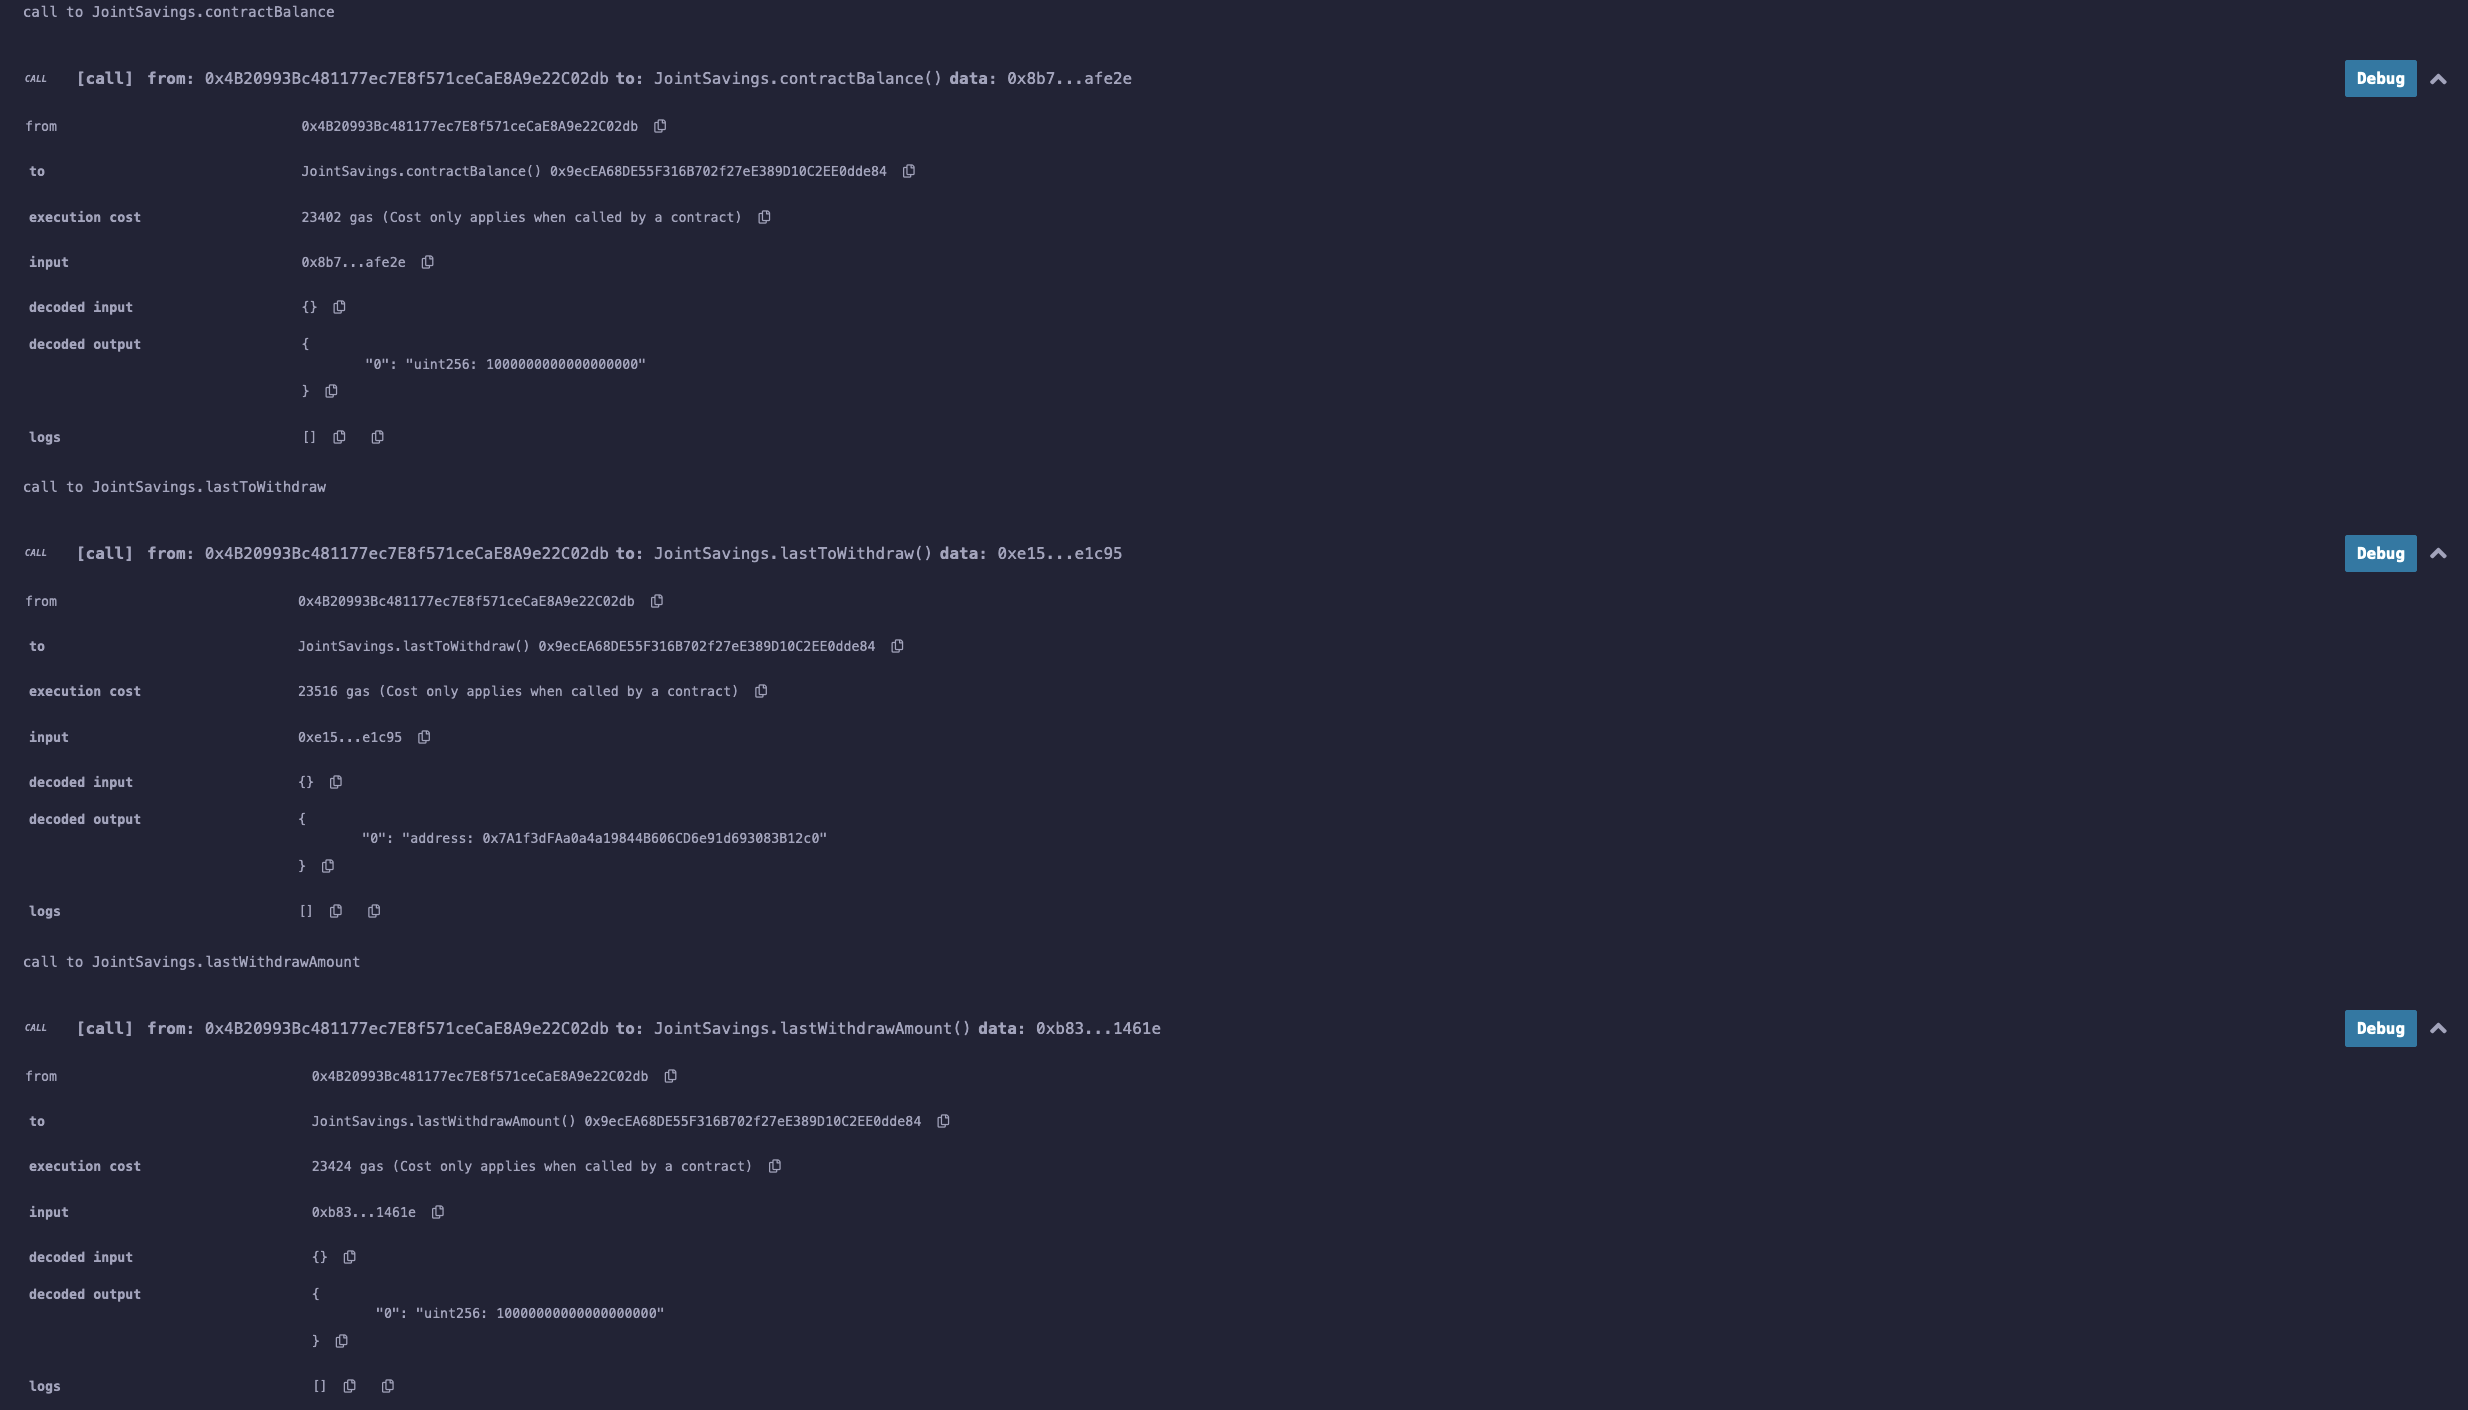 call to JointSavings.contractBalance
CALL [call] from: 0x4B20993Bc481177ec7E8f571ceCaE8A9e22C02db to: JointSavings.contractBalance() data: 0x8b7...afe2e Debug
from 0x4B20993Bc481177ec7E8f571ceCaE8A9e22C02db
to JointSavings.contractBalance() 0x9ecEA68DE55F316B702f27eE389D10C2EE0dde84
execution cost 23402 gas (Cost only applies when called by a contract)
input 0x8b7...afe2e
decoded input {}
decoded output {
"0": "uint256: 1000000000000000000"
}
logs []
call to JointSavings.lastToWithdraw
CALL [call] from: 0x4B20993Bc481177ec7E8f571ceCaE8A9e22C02db to: JointSavings.lastToWithdraw() data: 0xe15...e1c95 Debug
from 0x4B20993Bc481177ec7E8f571ceCaE8A9e22C02db
to JointSavings.lastToWithdraw() 0x9ecEA68DE55F316B702f27eE389D10C2EE0dde84
execution cost 23516 gas (Cost only applies when called by a contract)
input 0xe15...e1c95
decoded input {}
decoded output {
"0": "address: 0x7A1f3dFAa0a4a19844B606CD6e91d693083B12c0"
}
logs []
call to JointSavings.lastWithdrawAmount
CALL [call] from: 0x4B20993Bc481177ec7E8f571ceCaE8A9e22C02db to: JointSavings.lastWithdrawAmount() data: 0xb83...1461e Debug
from 0x4B20993Bc481177ec7E8f571ceCaE8A9e22C02db
to JointSavings.lastWithdrawAmount() 0x9ecEA68DE55F316B702f27eE389D10C2EE0dde84
execution cost 23424 gas (Cost only applies when called by a contract)
input 0xb83...1461e
decoded input {}
decoded output {
"0": "uint256: 10000000000000000000"
}
logs []